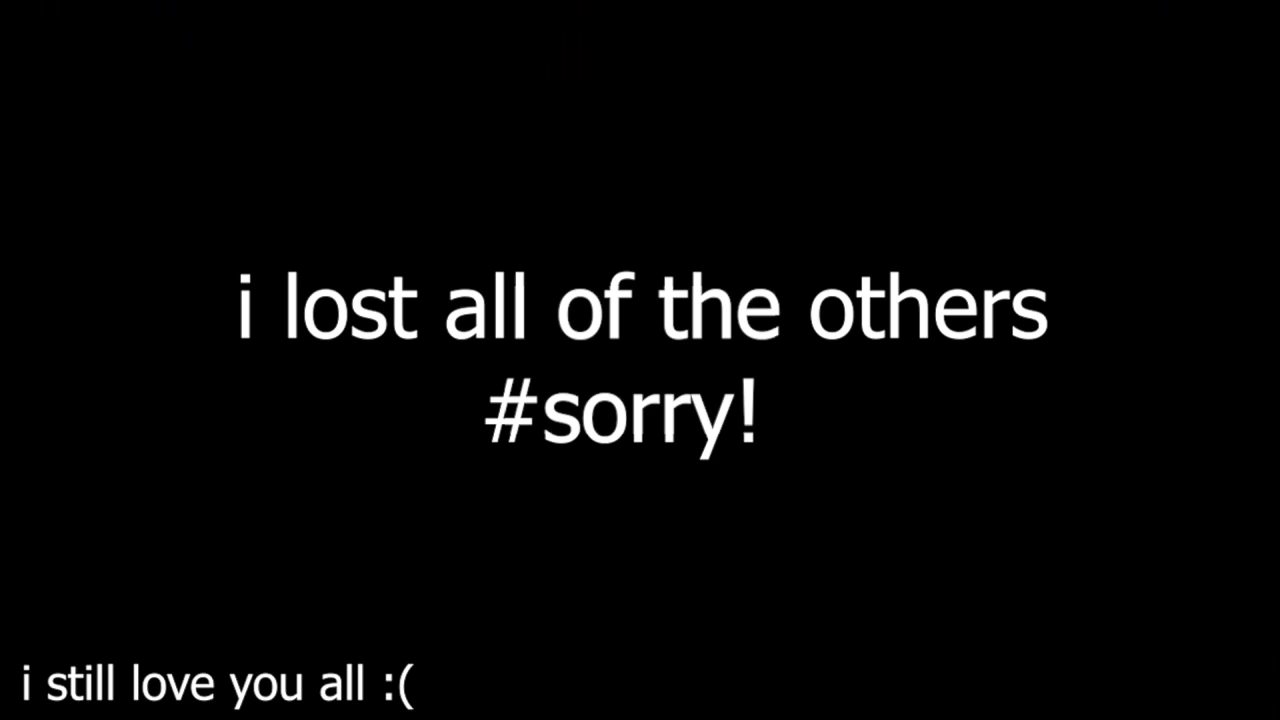 i lost all of the others
#sorry!
i still love you all :(